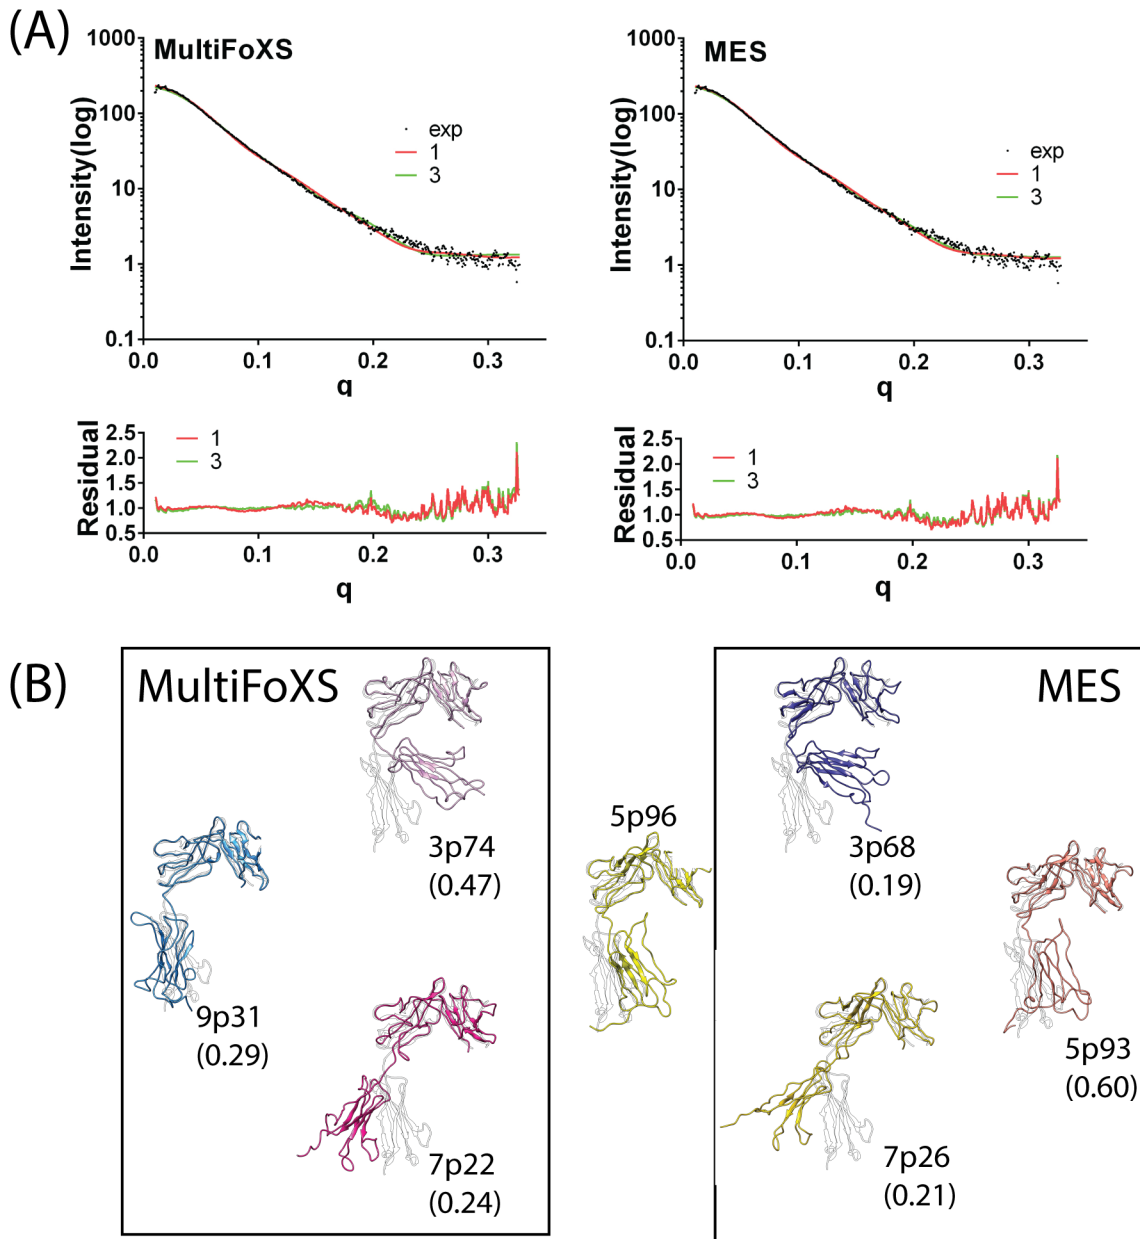 (A)
MultiFoXS
Intensity(log)
1000
100
10
1
0.1
exp
1
3
0.0 0.1 0.2 0.3
q
MES
Intensity(log)
1000
100
10
1
0.1
exp
1
3
0.0 0.1 0.2 0.3
q
Residual
2.5
2.0
1.5
1.0
0.5
1
3
0.0 0.1 0.2 0.3
q
Residual
2.5
2.0
1.5
1.0
0.5
1
3
0.0 0.1 0.2 0.3
q
(B)
MultiFoXS
3p74
(0.47)
9p31
(0.29)
7p22
(0.24)
5p96
MES
3p68
(0.19)
5p93
(0.60)
7p26
(0.21)